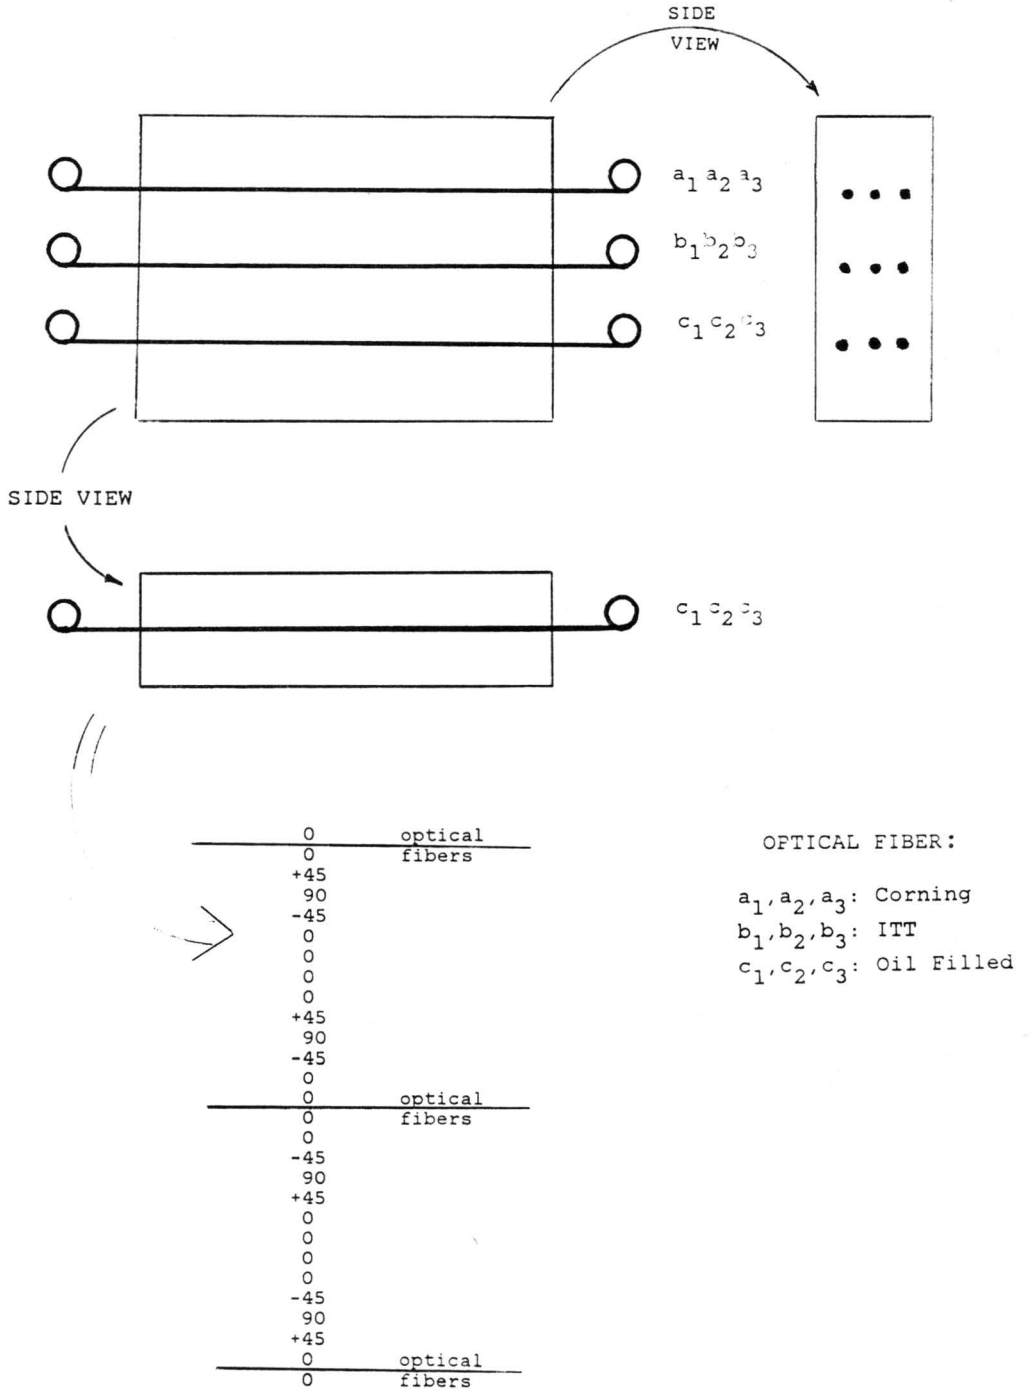 SIDE
VIEW
a1 a2 a3
b1 b2 b3
c1 c2 c3
SIDE VIEW
c1 c2 c3
0 optical
0 fibers
+45
90
-45
0
0
0
0
+45
90
-45
0
0 optical
0 fibers
0
-45
90
+45
0
0
0
0
-45
90
+45
0 optical
0 fibers
OPTICAL FIBER:
a1,a2,a3: Corning
b1,b2,b3: ITT
c1,c2,c3: Oil Filled